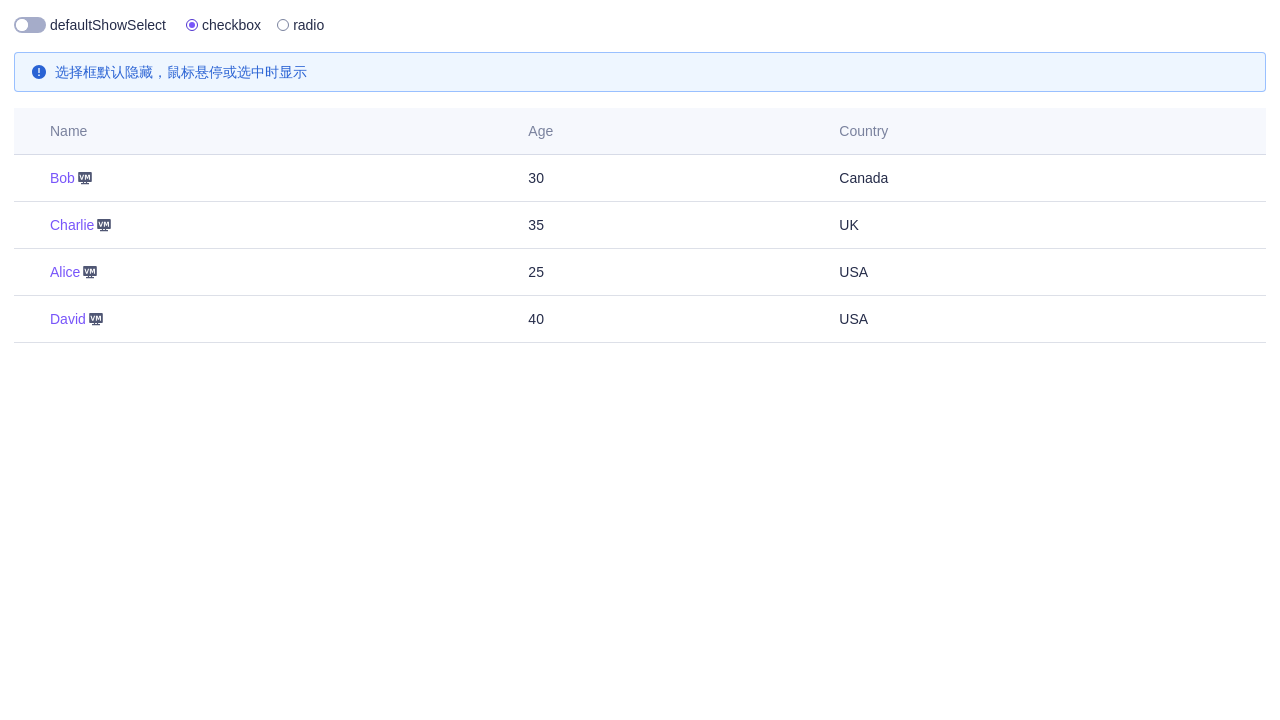 defaultShowSelect checkbox radio
选择框默认隐藏，鼠标悬停或选中时显示
Name Age Country
Bob VM 30 Canada
Charlie VM 35 UK
Alice VM 25 USA
David VM 40 USA